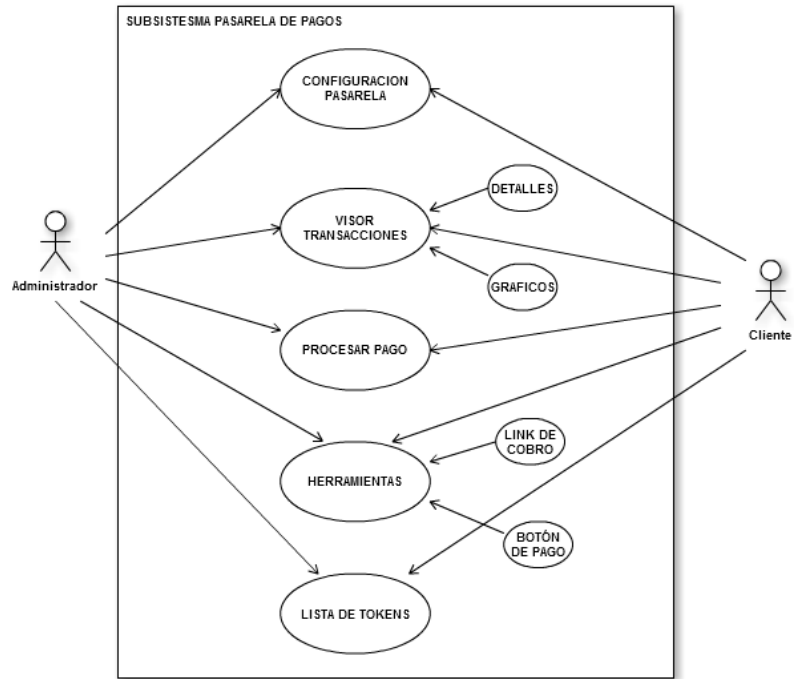 SUBSISTESMA PASARELA DE PAGOS
CONFIGURACION
PASARELA
DETALLES
VISOR
TRANSACCIONES
GRAFICOS
Administrador
Cliente
PROCESAR PAGO
LINK DE
COBRO
HERRAMIENTAS
BOTÓN
DE PAGO
LISTA DE TOKENS